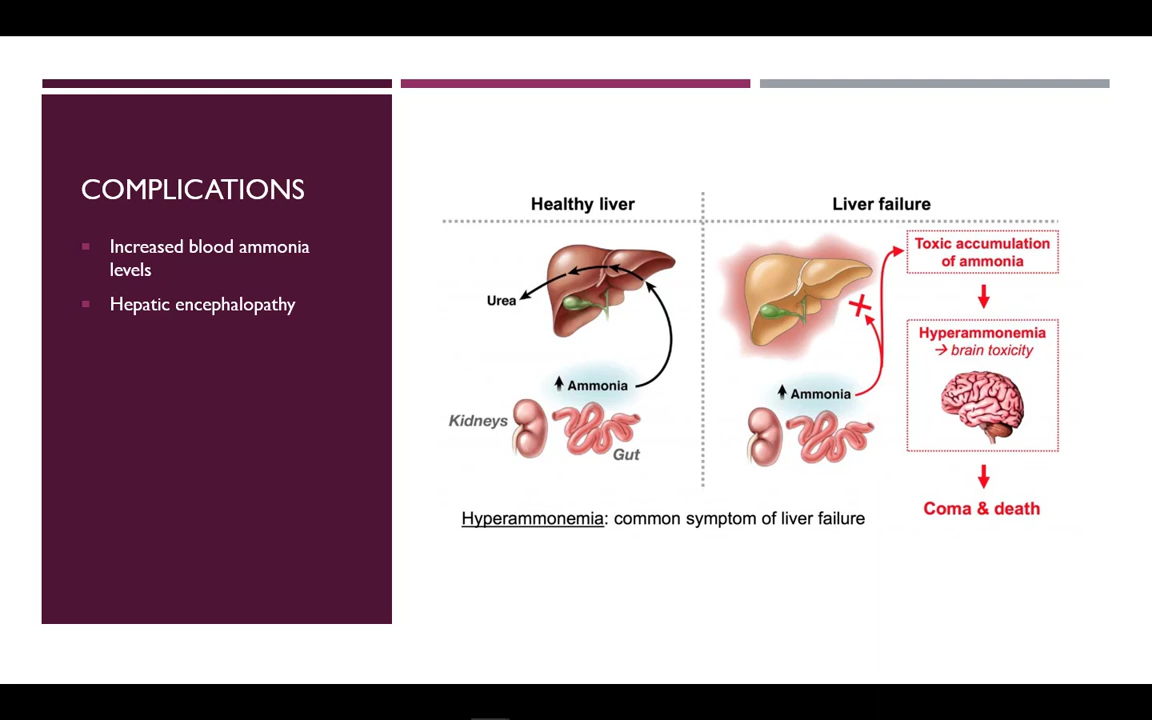 COMPLICATIONS
Increased blood ammonia
levels
Hepatic encephalopathy
Healthy liver
Urea
Ammonia
Kidneys
Gut
Liver failure
Ammonia
Toxic accumulation
of ammonia
Hyperammonemia
→ brain toxicity
Coma & death
Hyperammonemia: common symptom of liver failure